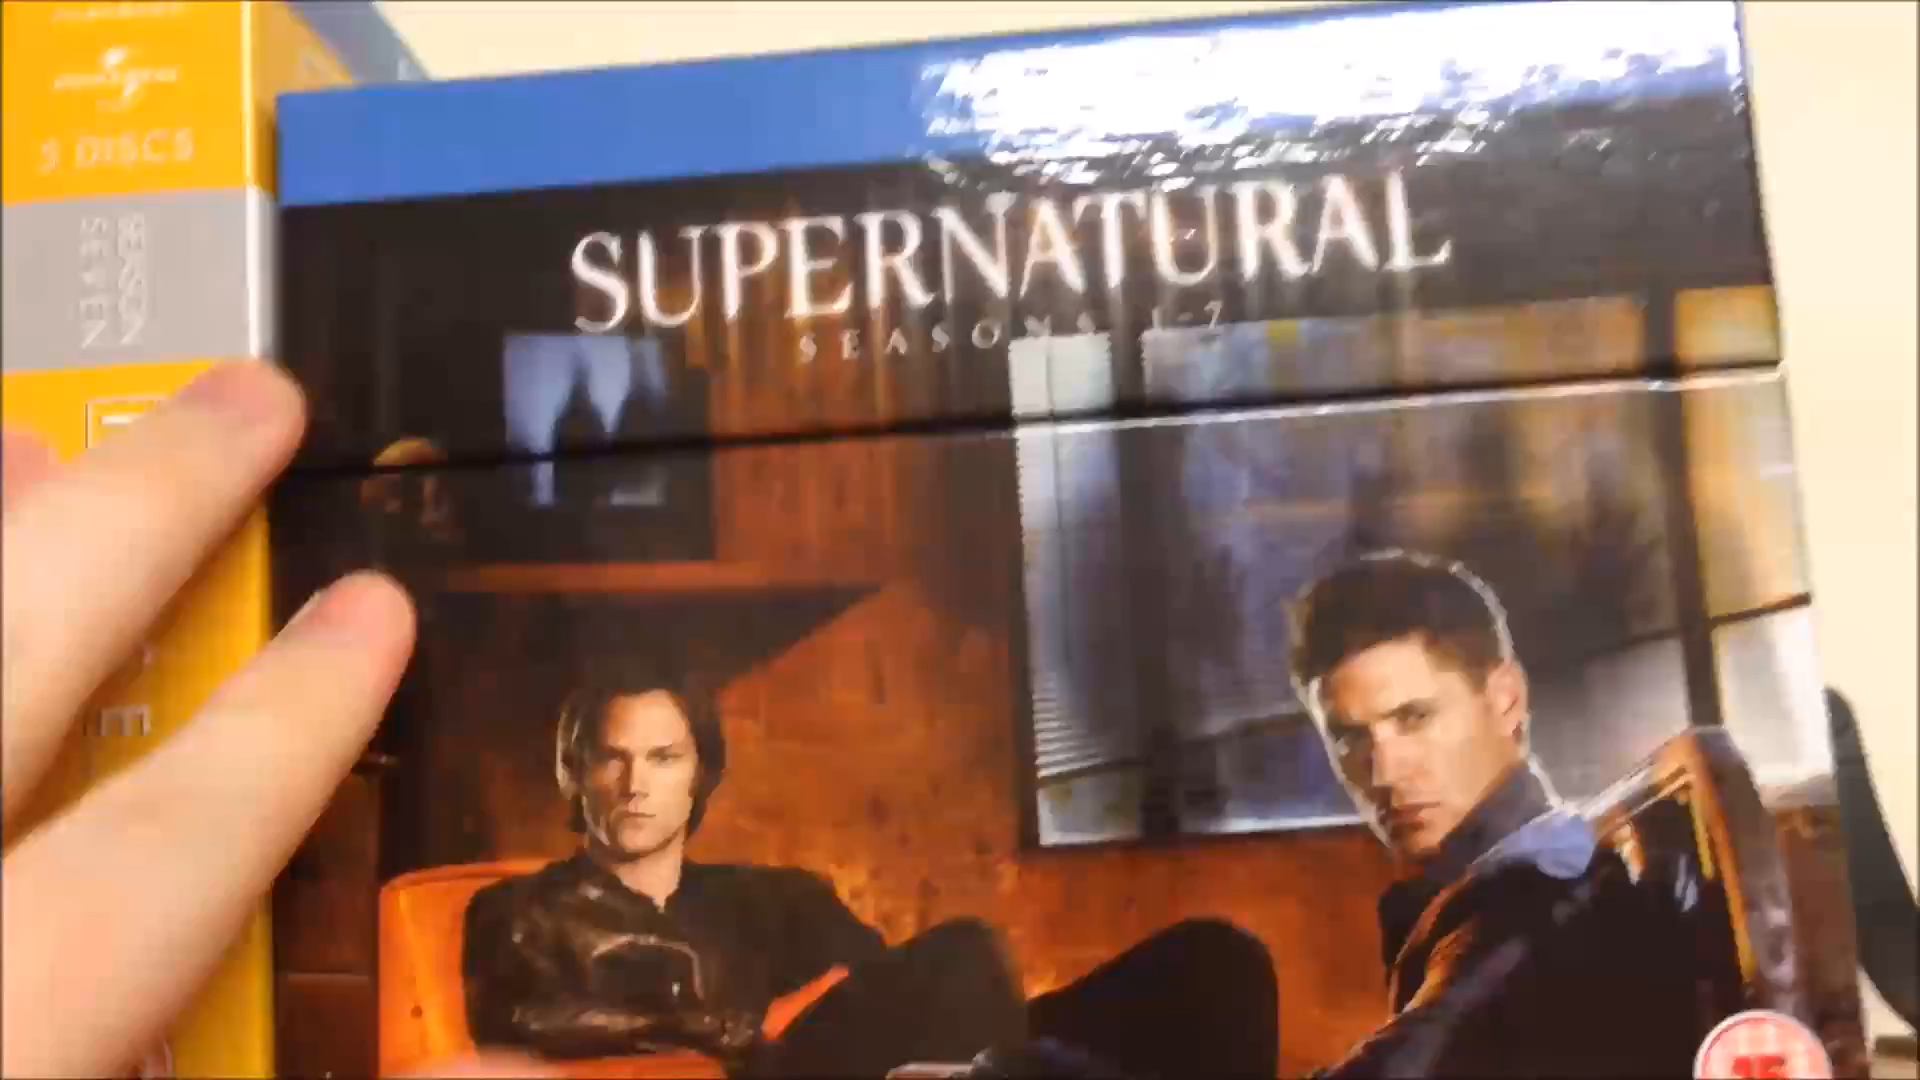 5 DISCS
SEASON
SEVEN
SUPERNATURAL
SEASONS 1-7
15